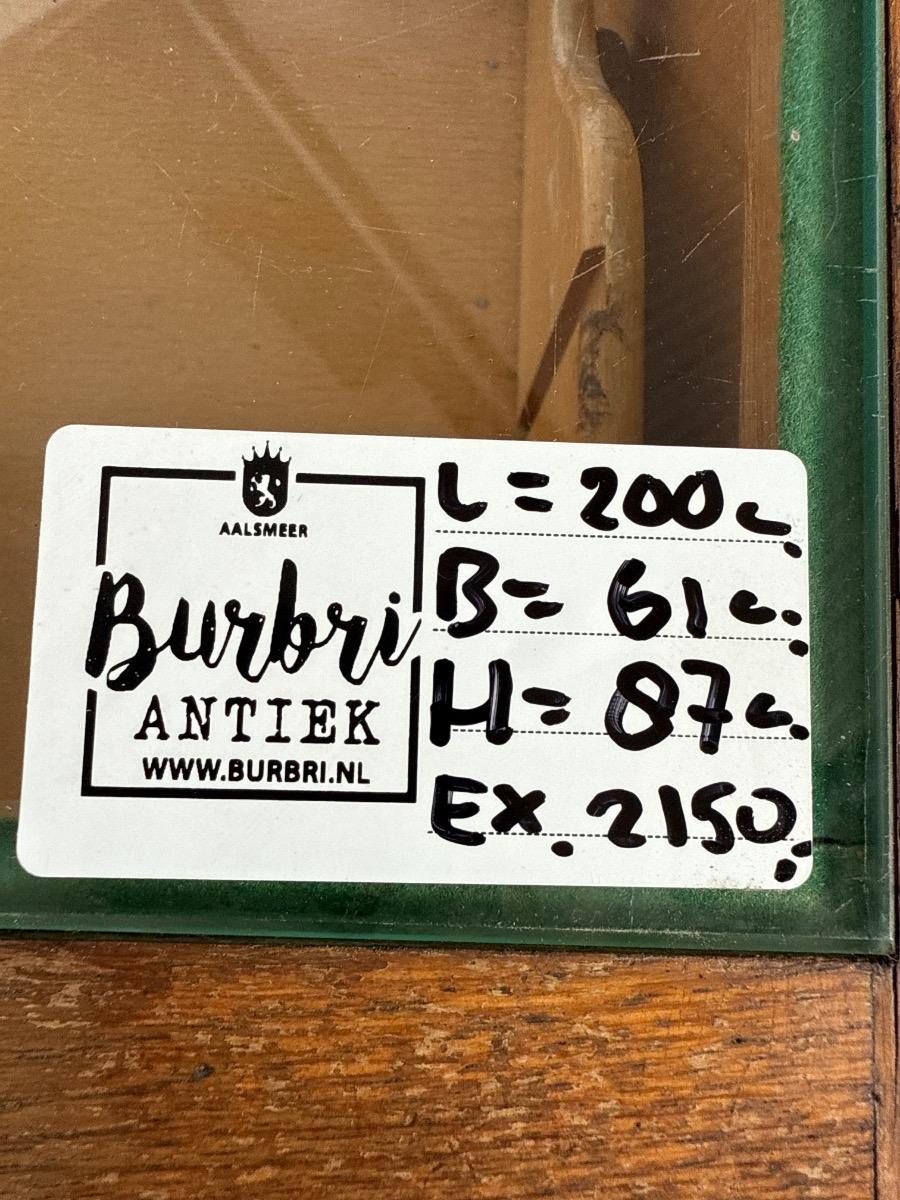 AALSMEER
Burbri
ANTIEK
WWW.BURBRI.NL
L = 200 c.
B = 61 c.
H = 87 c.
EX. 2150.